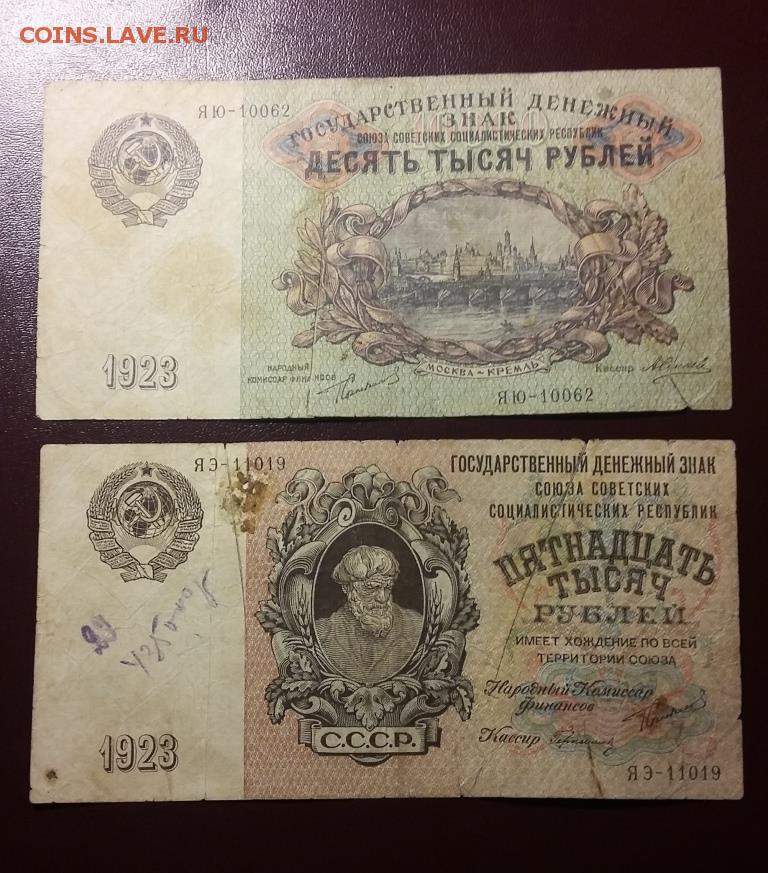 COINS.LAVE.RU
ЯЮ-10062
ГОСУДАРСТВЕННЫЙ ДЕНЕЖНЫЙ
ЗНАК
СОЮЗА СОВЕТСКИХ СОЦИАЛИСТИЧЕСКИХ РЕСПУБЛИК
ДЕСЯТЬ ТЫСЯЧ РУБЛЕЙ
1923
НАРОДНЫЙ
КОМИССАР ФИНАНСОВ
МОСКВА~КРЕМЛЬ
Кассир
ЯЮ-10062
ЯЭ-11019
ГОСУДАРСТВЕННЫЙ ДЕНЕЖНЫЙ ЗНАК
СОЮЗА СОВЕТСКИХ
СОЦИАЛИСТИЧЕСКИХ РЕСПУБЛИК
ПЯТНАДЦАТЬ
ТЫСЯЧ
РУБЛЕЙ
ИМЕЕТ ХОЖДЕНИЕ ПО ВСЕЙ
ТЕРРИТОРИИ СОЮЗА
Народный Комиссар
финансов
Кассир
1923
С.С.С.Р.
ЯЭ-11019